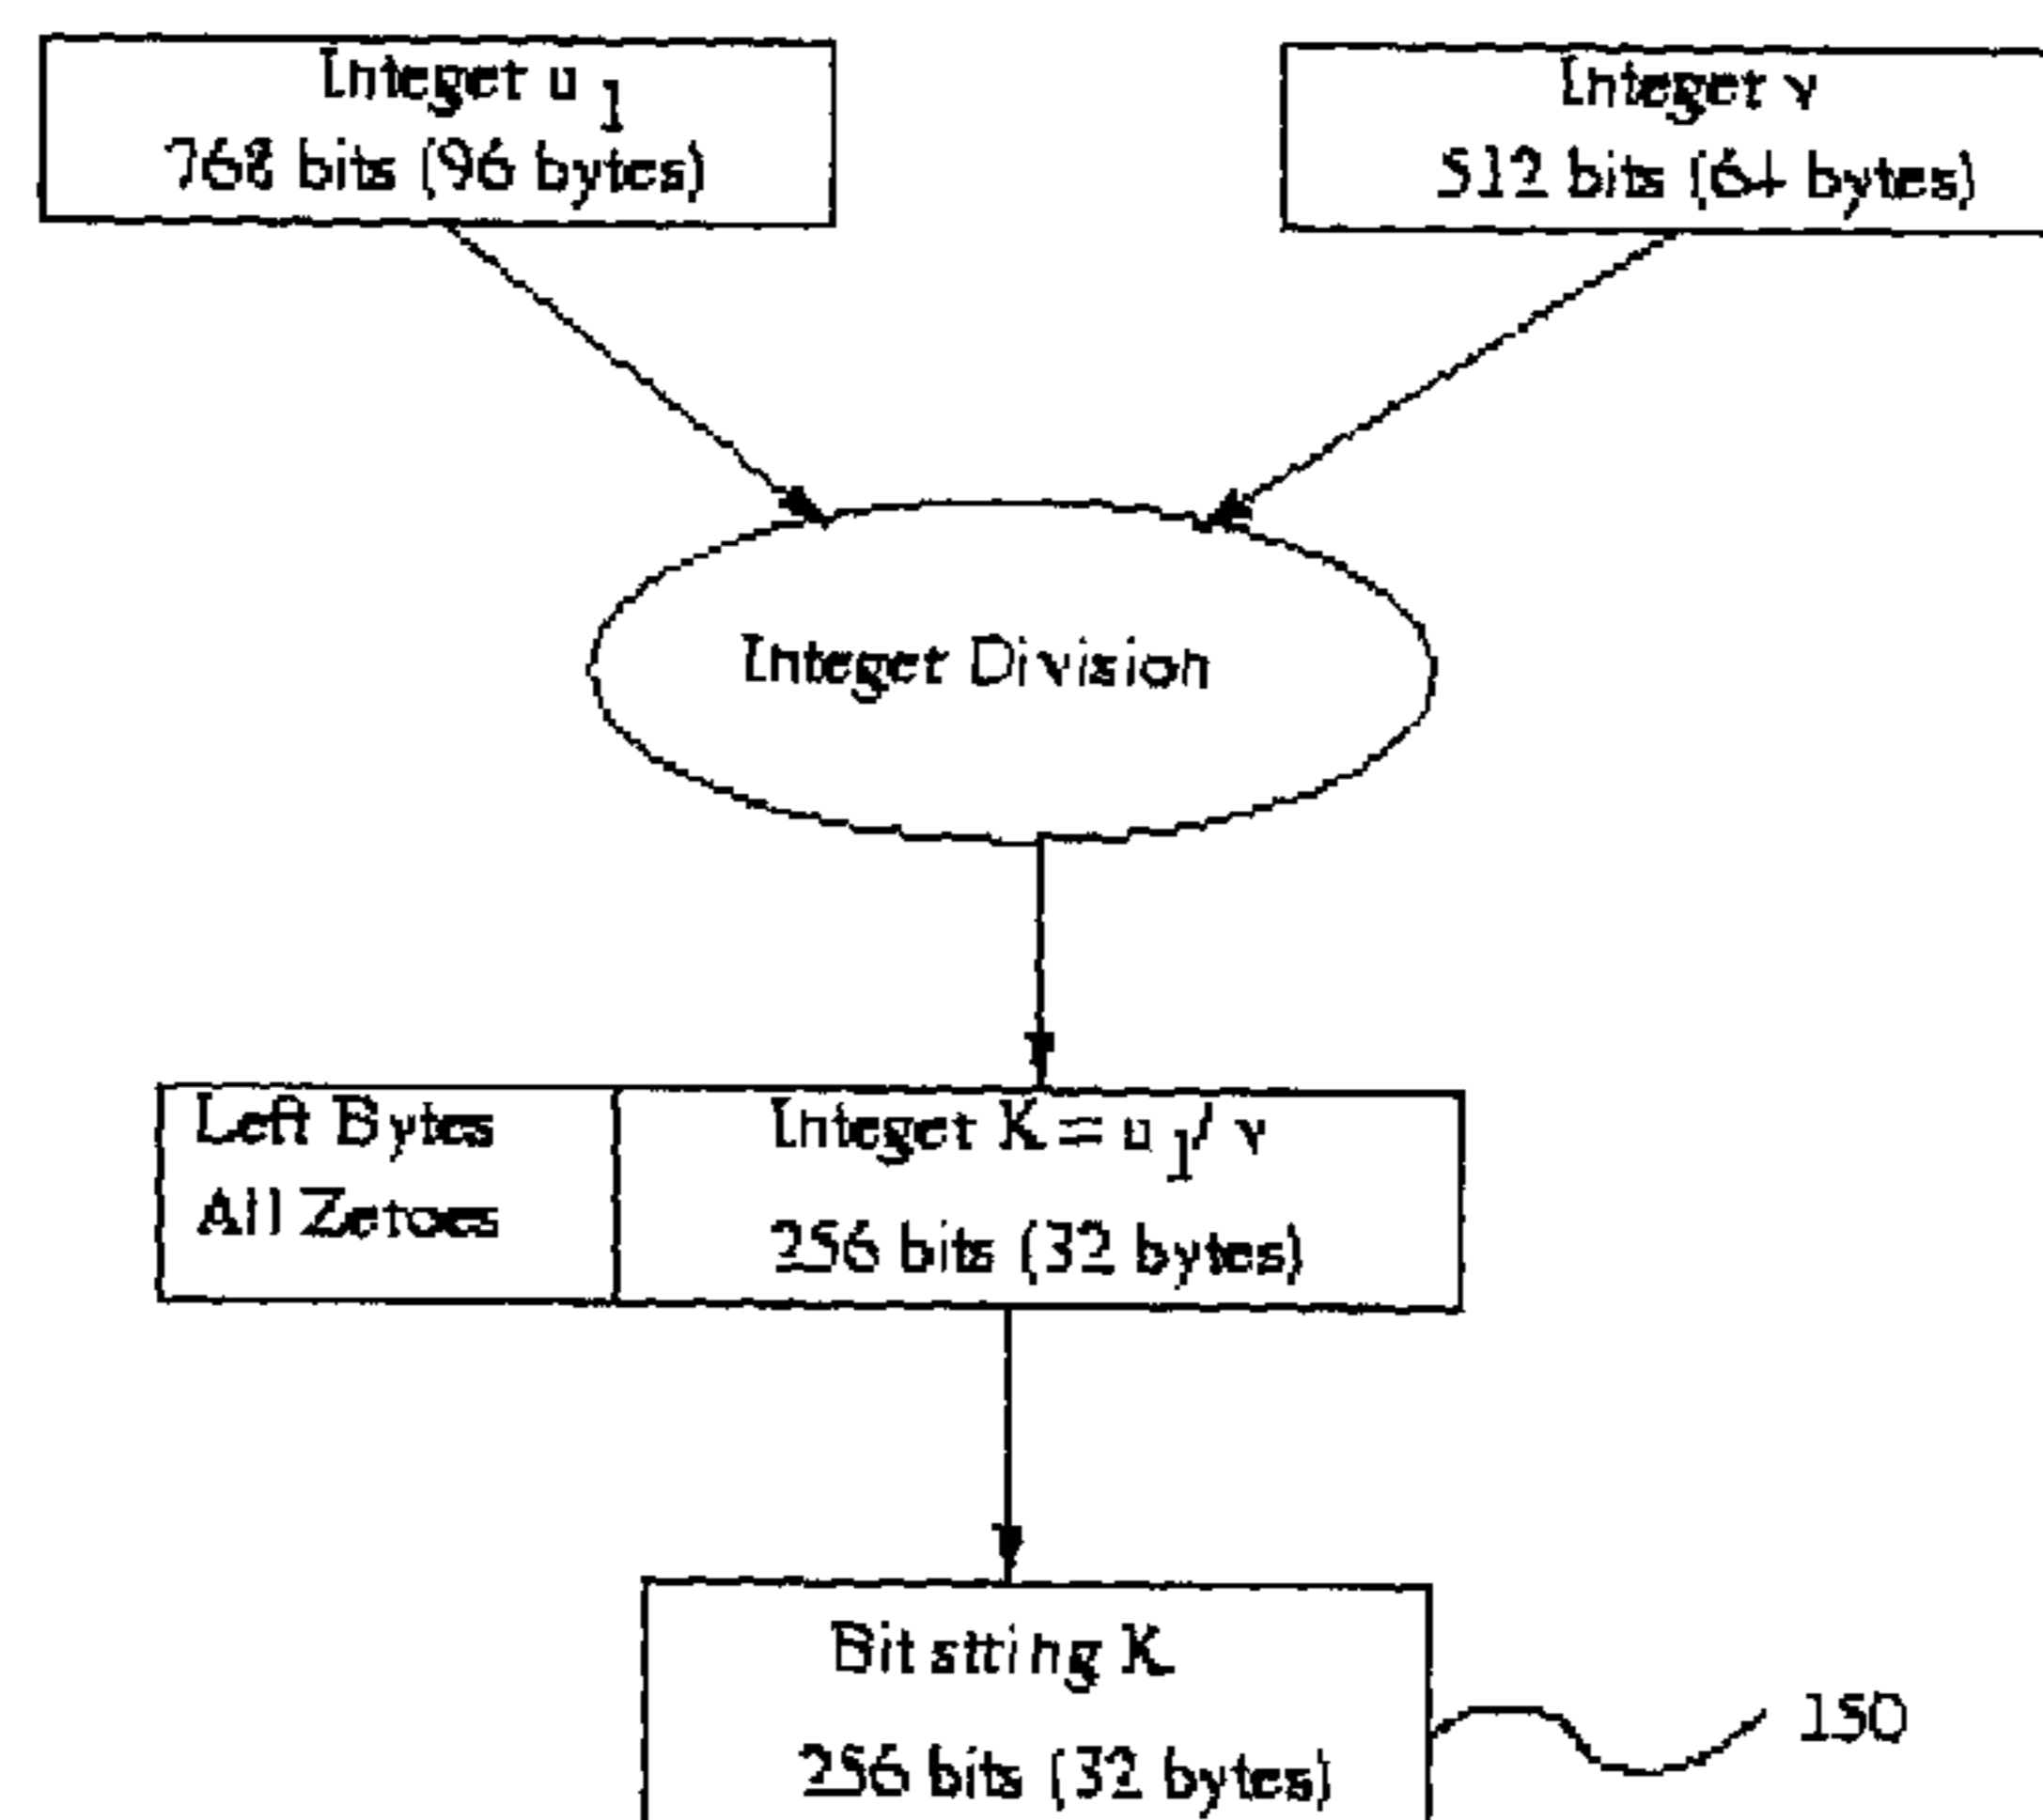 Integer u 1
768 bits (96 bytes)
Integer v
512 bits (64 bytes)
Integer Division
Left Bytes
All Zeroes
Integer K = u 1/ v
256 bits (32 bytes)
Bit string K
256 bits (32 bytes)
150